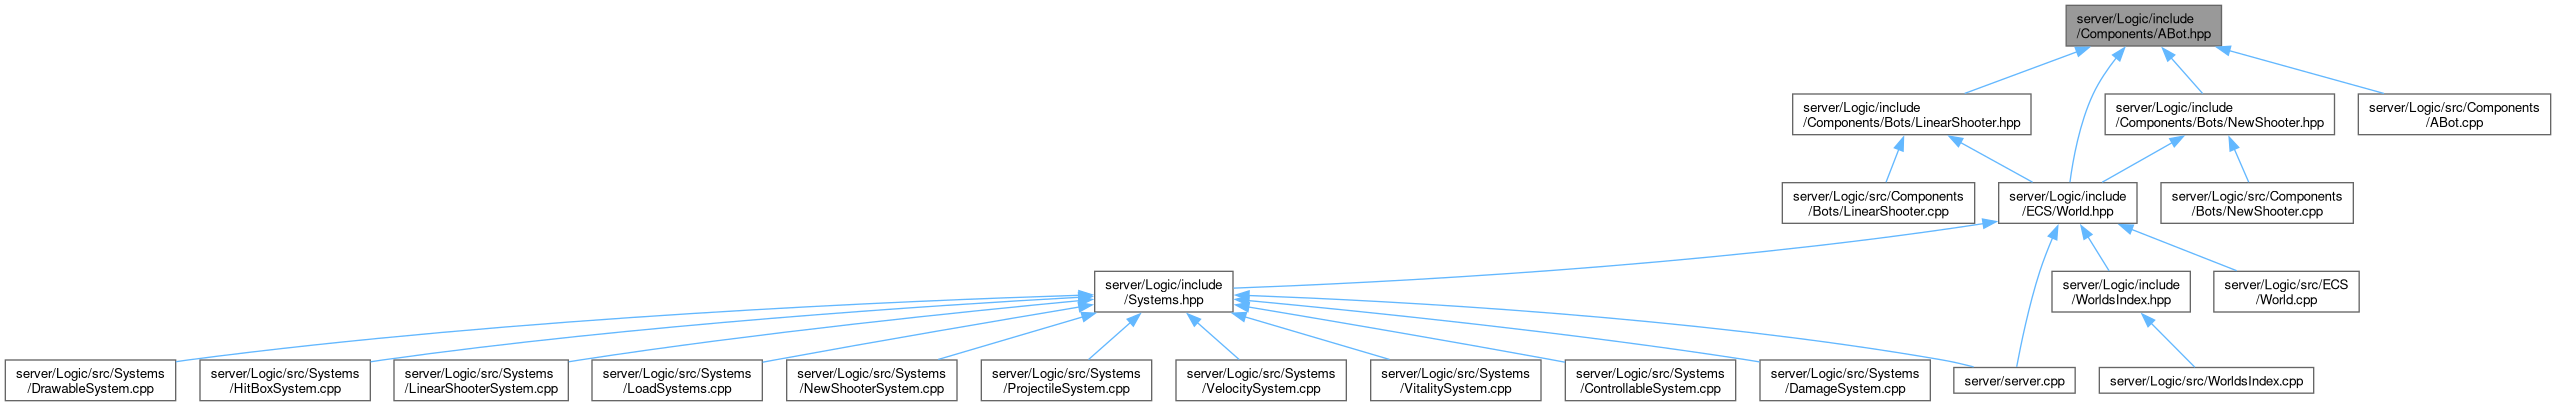 server/Logic/include
/Components/ABot.hpp
server/Logic/include
/Components/Bots/LinearShooter.hpp
server/Logic/include
/Components/Bots/NewShooter.hpp
server/Logic/src/Components
/ABot.cpp
server/Logic/src/Components
/Bots/LinearShooter.cpp
server/Logic/include
/ECS/World.hpp
server/Logic/src/Components
/Bots/NewShooter.cpp
server/Logic/include
/Systems.hpp
server/Logic/include
/WorldsIndex.hpp
server/Logic/src/ECS
/World.cpp
server/Logic/src/Systems
/DrawableSystem.cpp
server/Logic/src/Systems
/HitBoxSystem.cpp
server/Logic/src/Systems
/LinearShooterSystem.cpp
server/Logic/src/Systems
/LoadSystems.cpp
server/Logic/src/Systems
/NewShooterSystem.cpp
server/Logic/src/Systems
/ProjectileSystem.cpp
server/Logic/src/Systems
/VelocitySystem.cpp
server/Logic/src/Systems
/VitalitySystem.cpp
server/Logic/src/Systems
/ControllableSystem.cpp
server/Logic/src/Systems
/DamageSystem.cpp
server/server.cpp
server/Logic/src/WorldsIndex.cpp